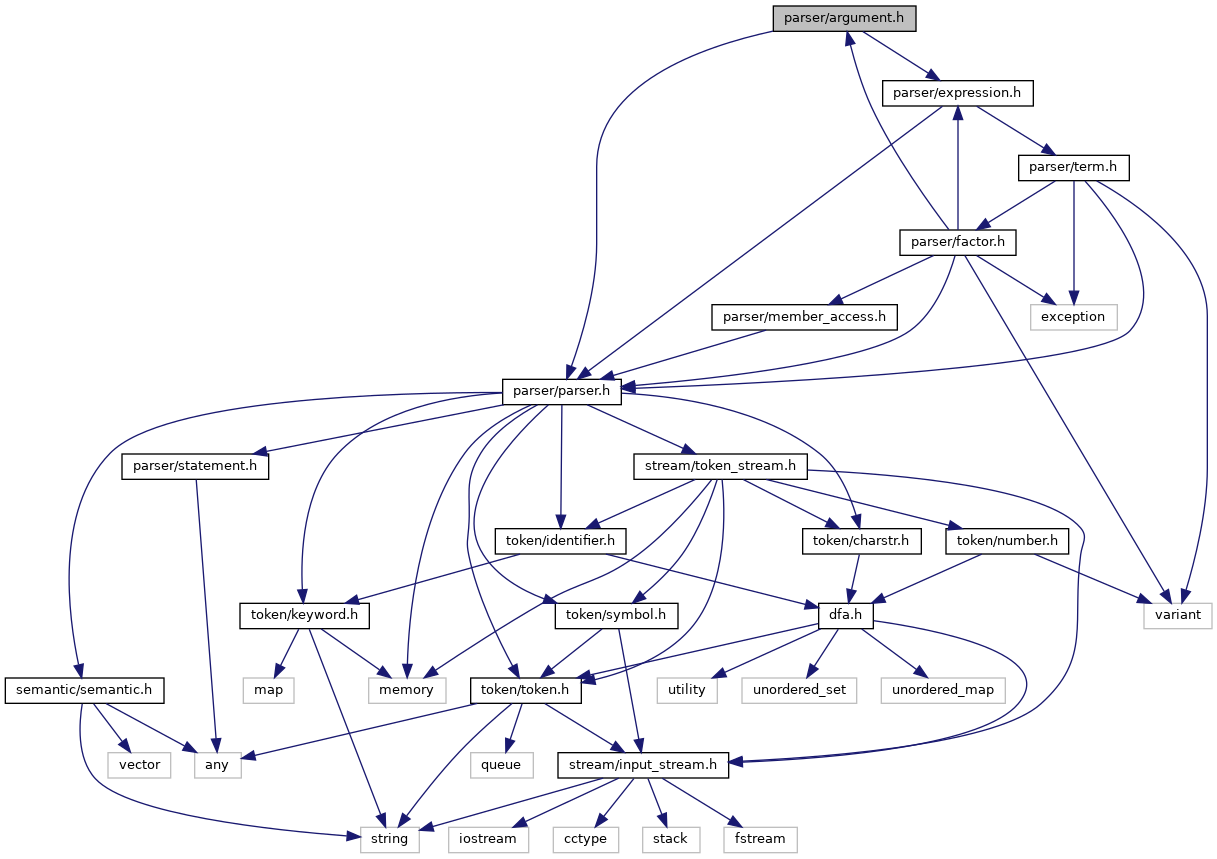 parser/argument.h
parser/expression.h
parser/term.h
parser/factor.h
parser/member_access.h
exception
parser/parser.h
parser/statement.h
stream/token_stream.h
token/identifier.h
token/charstr.h
token/number.h
token/keyword.h
token/symbol.h
dfa.h
variant
semantic/semantic.h
map
memory
token/token.h
utility
unordered_set
unordered_map
vector
any
queue
stream/input_stream.h
string
iostream
cctype
stack
fstream